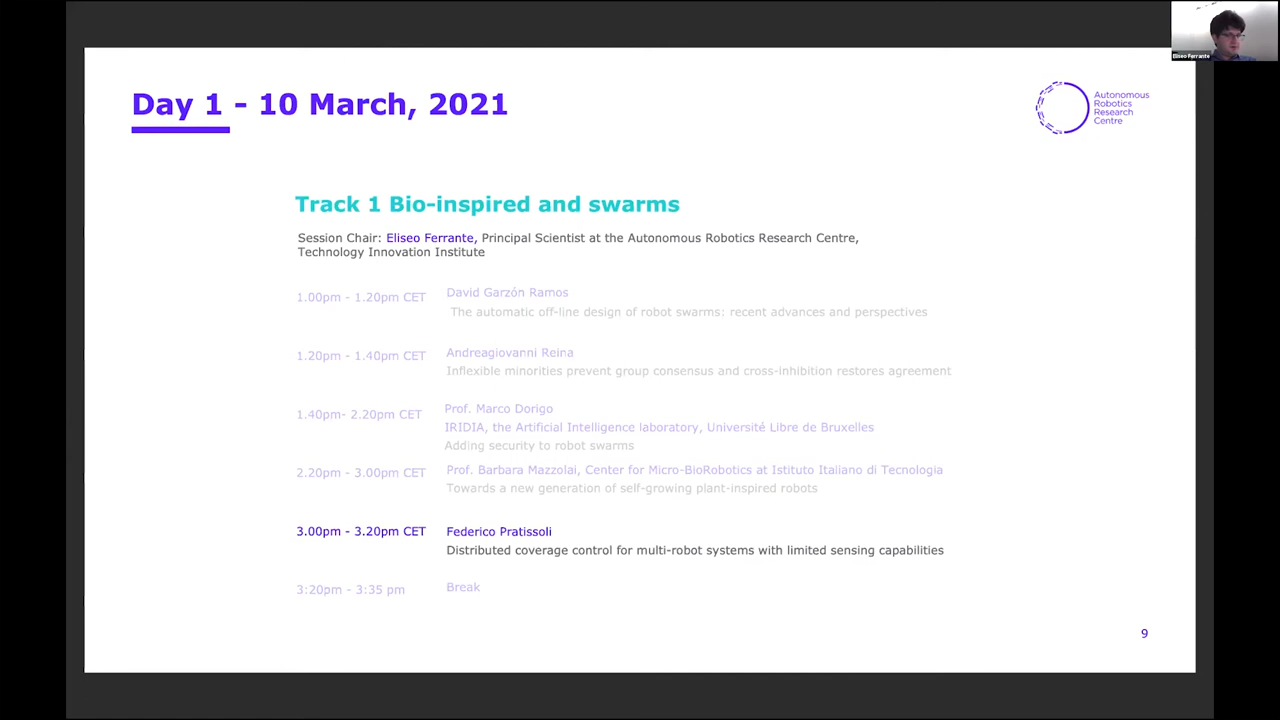 Eliseo Ferrante
Day 1 - 10 March, 2021
Autonomous
Robotics
Research
Centre
Track 1 Bio-inspired and swarms
Session Chair: Eliseo Ferrante, Principal Scientist at the Autonomous Robotics Research Centre,
Technology Innovation Institute
1.00pm - 1.20pm CET David Garzón Ramos
The automatic off-line design of robot swarms: recent advances and perspectives
1.20pm - 1.40pm CET Andreagiovanni Reina
Inflexible minorities prevent group consensus and cross-inhibition restores agreement
1.40pm- 2.20pm CET Prof. Marco Dorigo
IRIDIA, the Artificial Intelligence laboratory, Université Libre de Bruxelles
Adding security to robot swarms
2.20pm - 3.00pm CET Prof. Barbara Mazzolai, Center for Micro-BioRobotics at Istituto Italiano di Tecnologia
Towards a new generation of self-growing plant-inspired robots
3.00pm - 3.20pm CET Federico Pratissoli
Distributed coverage control for multi-robot systems with limited sensing capabilities
3:20pm - 3:35 pm Break
9